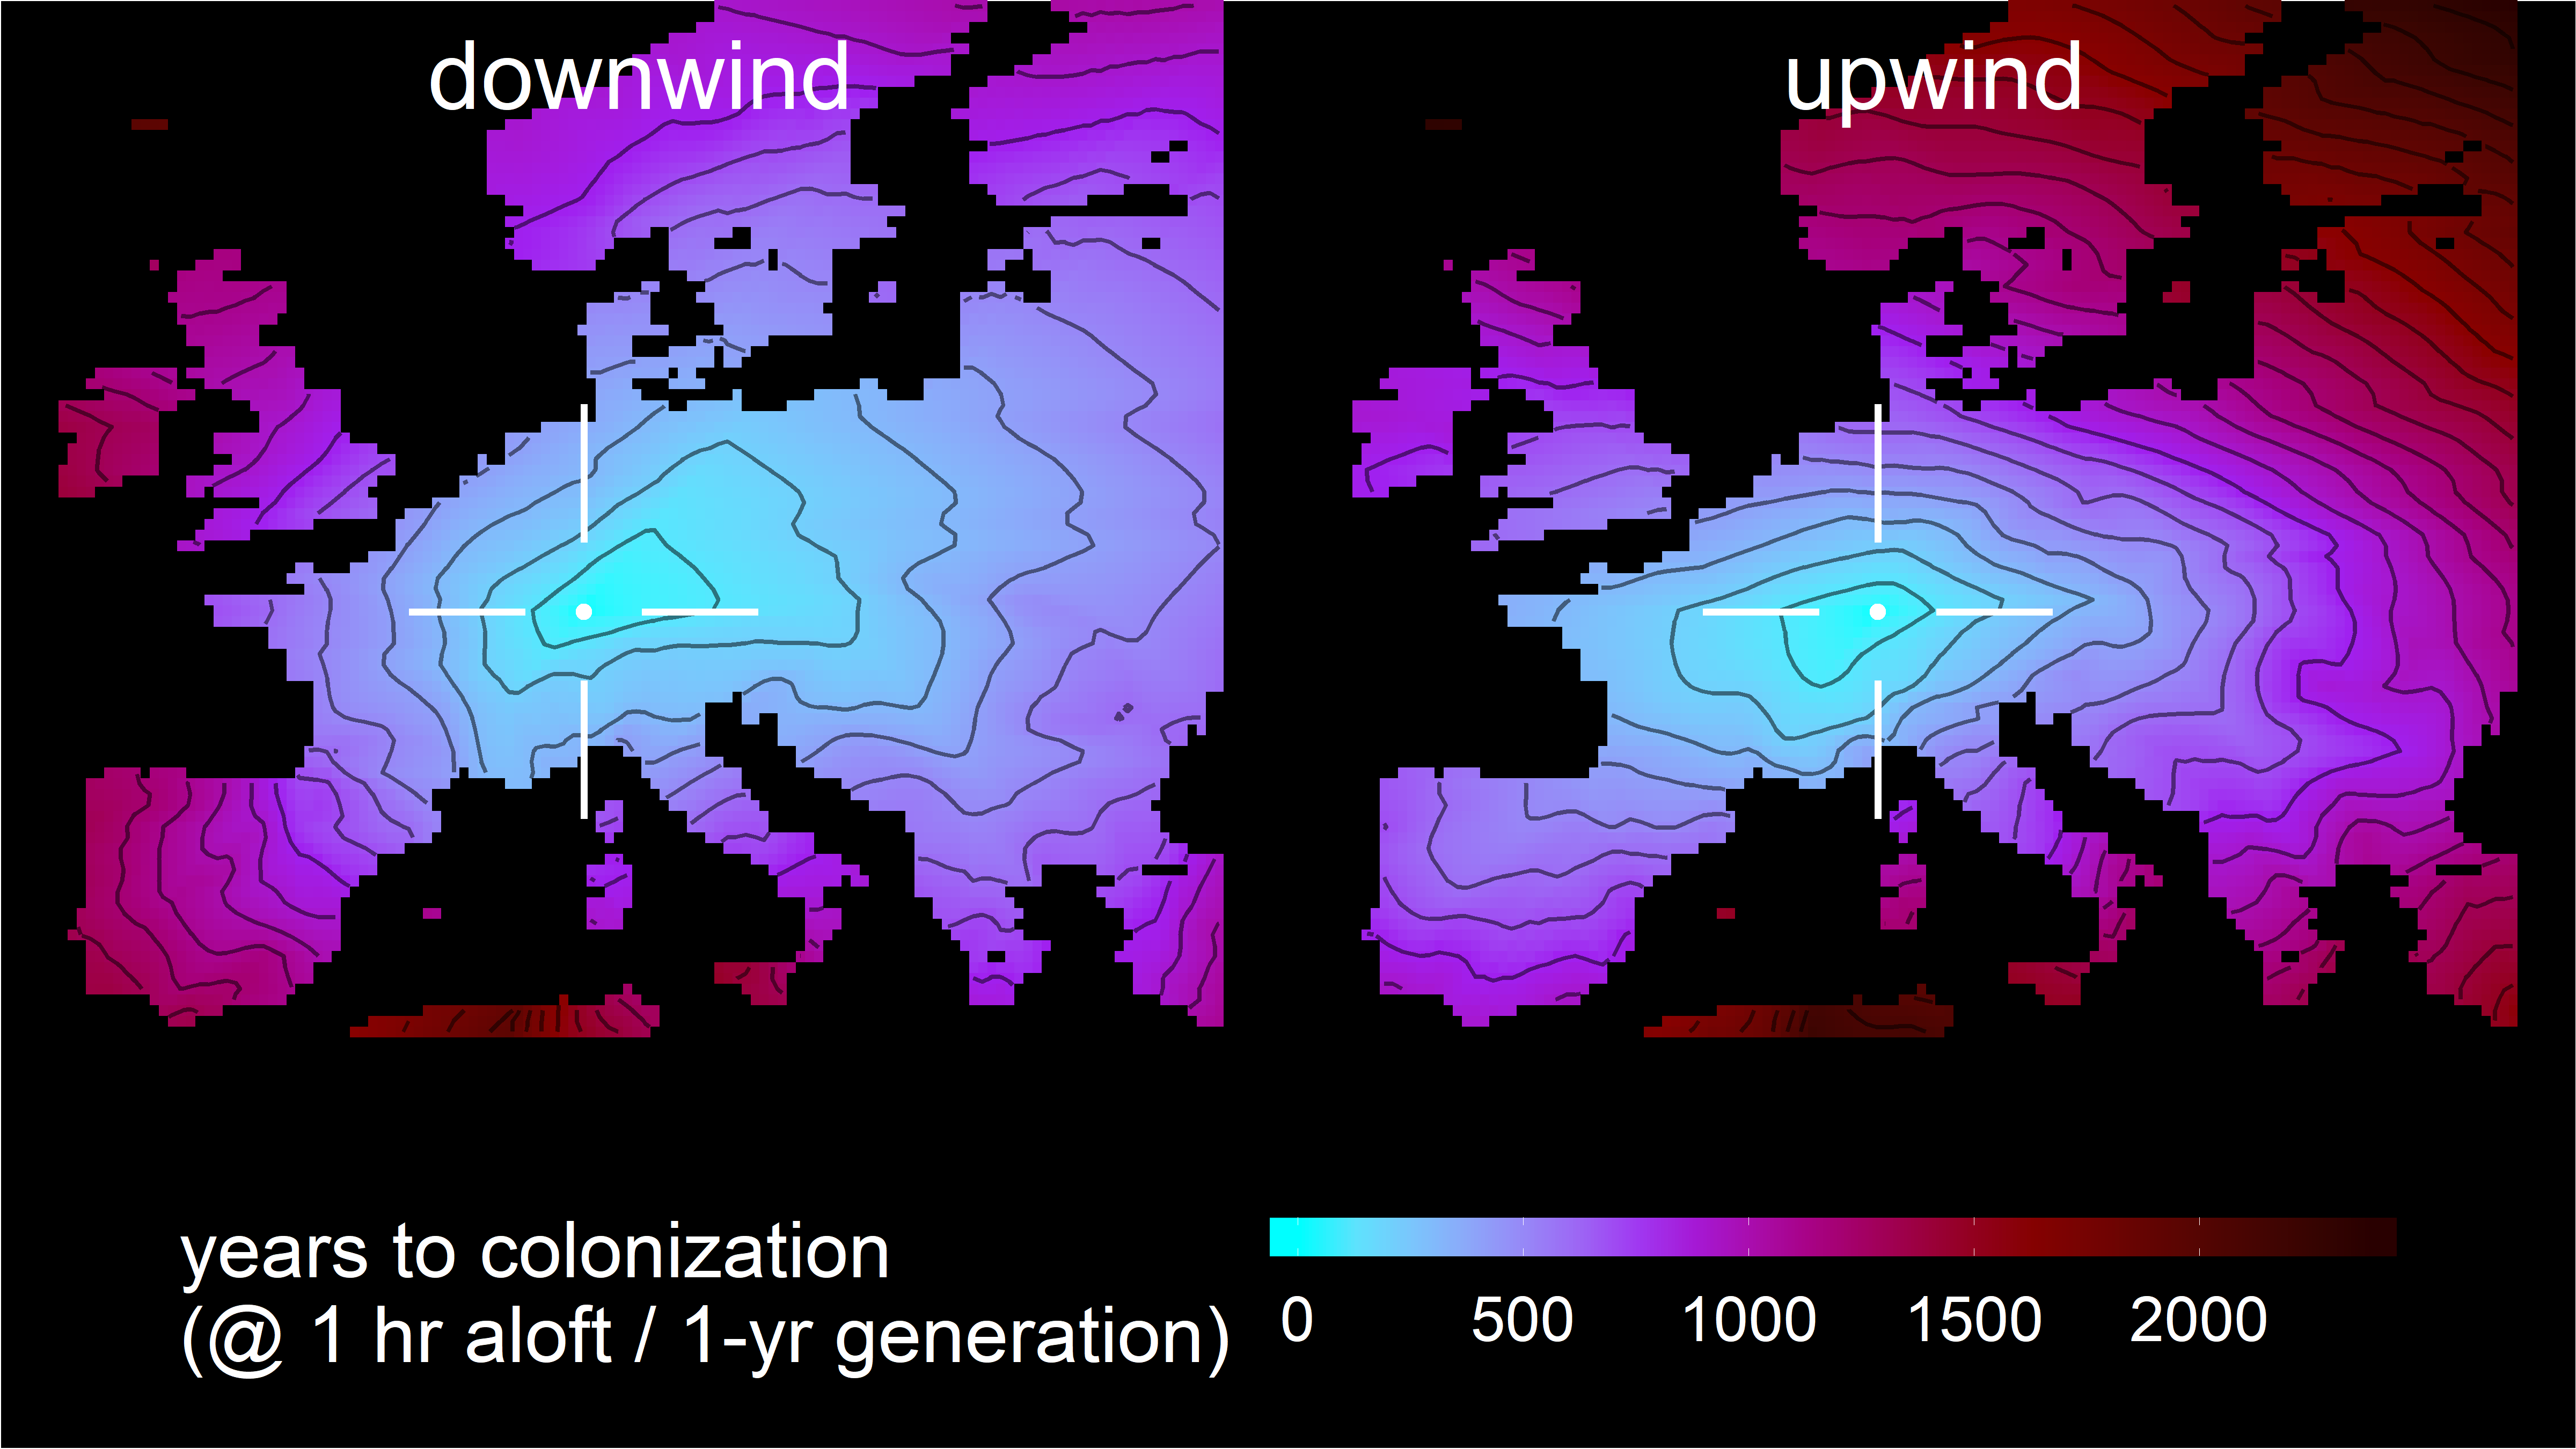 downwind
upwind
years to colonization
(@ 1 hr aloft / 1-yr generation)
0 500 1000 1500 2000